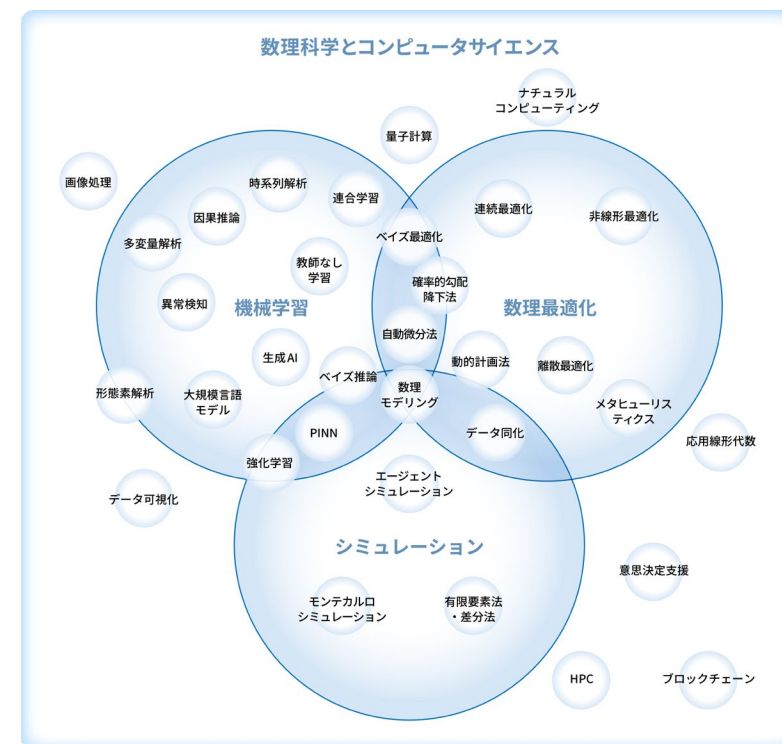 数理科学とコンピュータサイエンス
ナチュラル
コンピューティング
量子計算
画像処理
時系列解析
連合学習
因果推論
連続最適化
非線形最適化
多変量解析
ベイズ最適化
教師なし
学習
確率的勾配
降下法
異常検知
機械学習
数理最適化
自動微分法
生成AI
動的計画法
離散最適化
ベイズ推論
形態素解析
大規模言語
モデル
数理
モデリング
メタヒューリス
ティクス
PINN
データ同化
応用線形代数
強化学習
エージェント
シミュレーション
データ可視化
シミュレーション
意思決定支援
モンテカルロ
シミュレーション
有限要素法
・差分法
HPC
ブロックチェーン